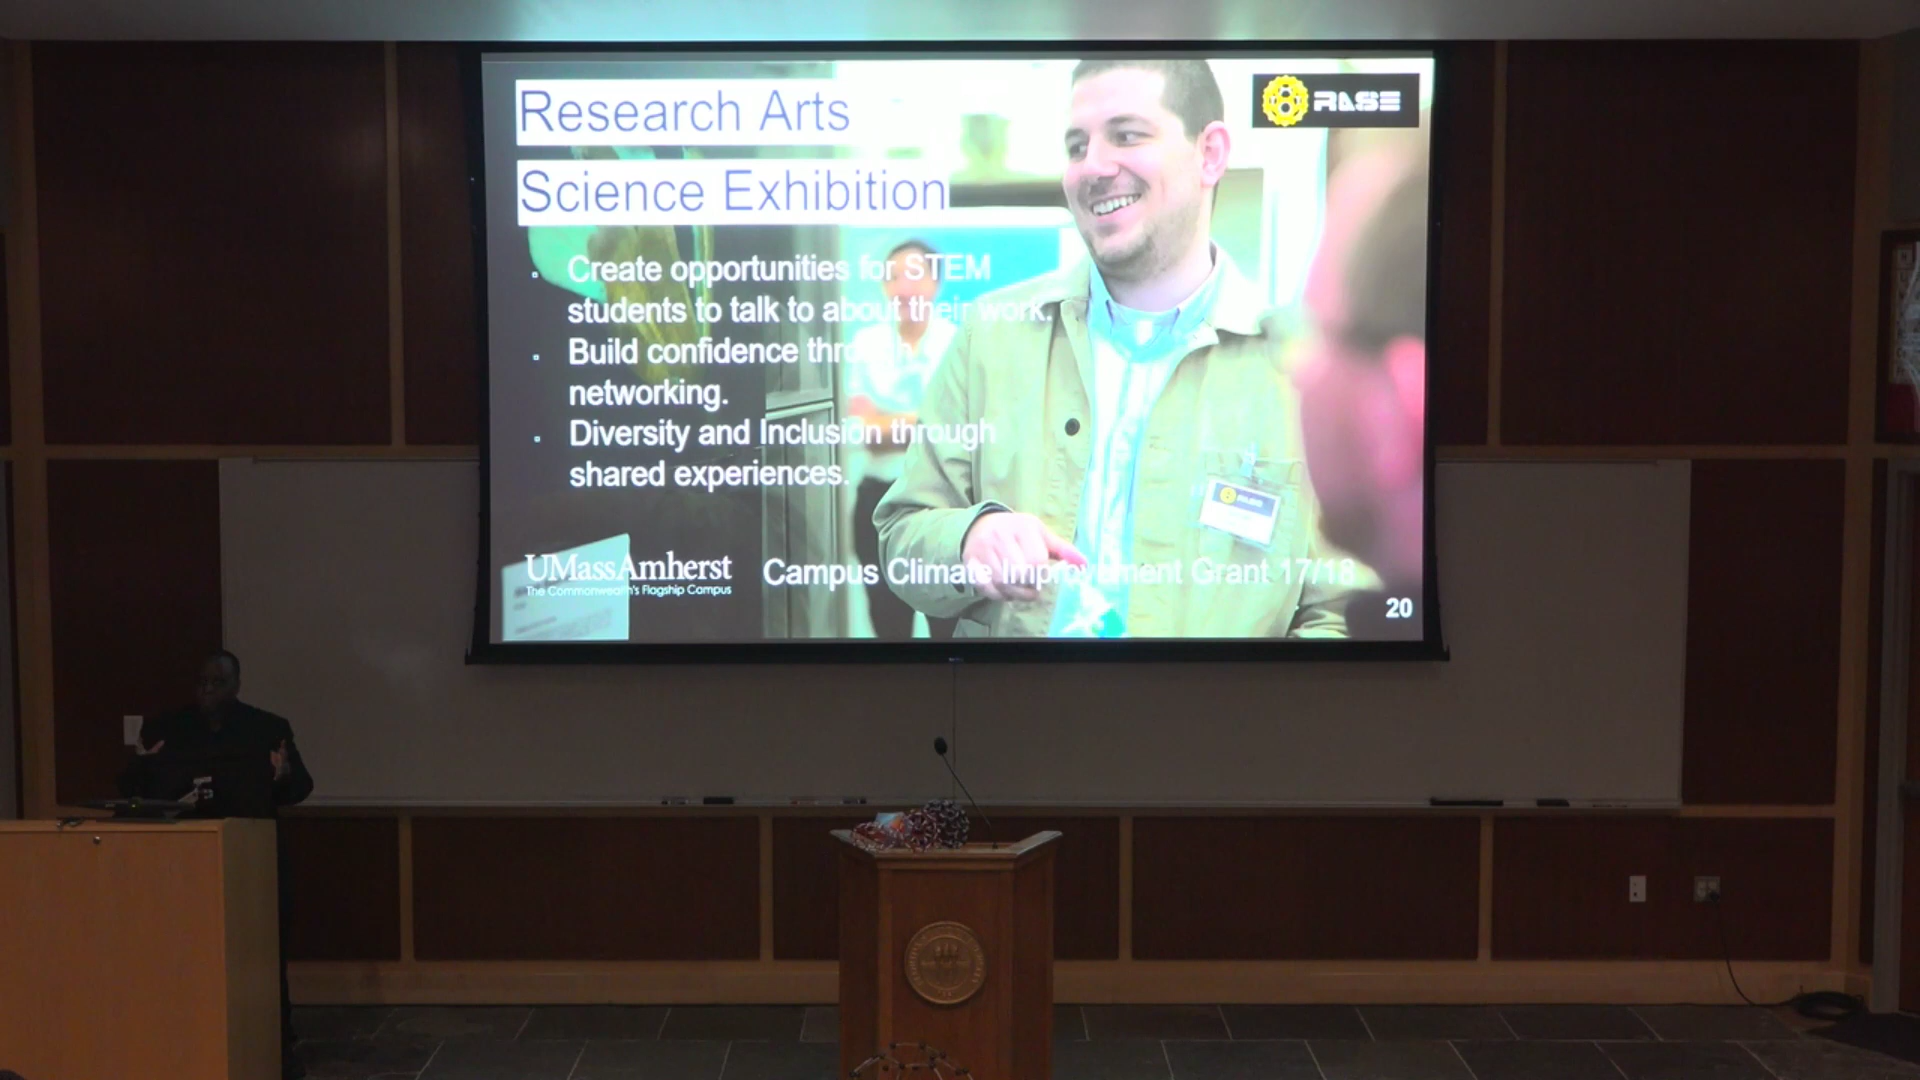 Research Arts
RASE
Science Exhibition
Create opportunities for STEM
students to talk to about their work.
Build confidence through
networking.
Diversity and Inclusion through
shared experiences.
UMassAmherst
The Commonwealth's Flagship Campus
Campus Climate Improvement Grant 17/18
20